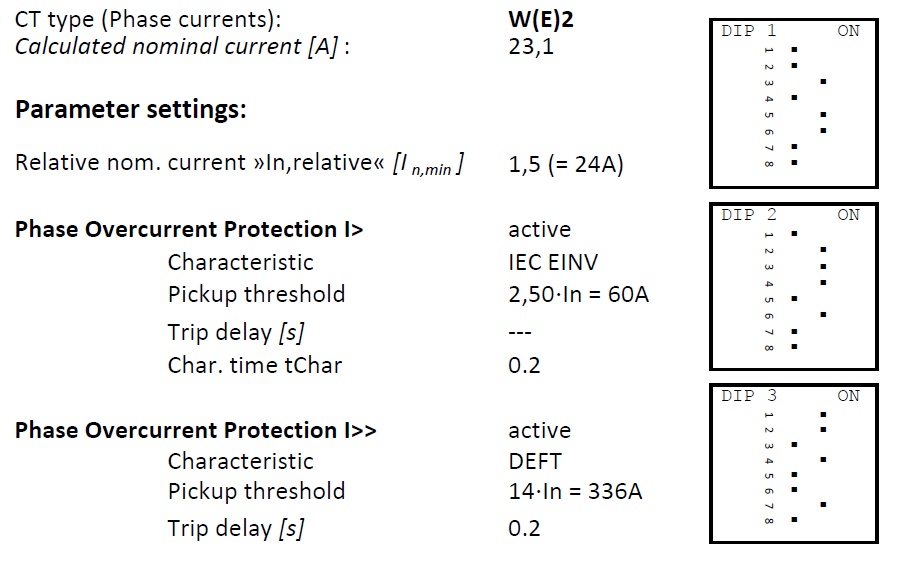 CT type (Phase currents): W(E)2
Calculated nominal current [A] : 23,1
Parameter settings:
Relative nom. current »In,relative« [I n,min ] 1,5 (= 24A)
Phase Overcurrent Protection I> active
Characteristic IEC EINV
Pickup threshold 2,50·In = 60A
Trip delay [s] ---
Char. time tChar 0.2
Phase Overcurrent Protection I>> active
Characteristic DEFT
Pickup threshold 14·In = 336A
Trip delay [s] 0.2
DIP 1 ON
1
2
3
4
5
6
7
8
DIP 2 ON
1
2
3
4
5
6
7
8
DIP 3 ON
1
2
3
4
5
6
7
8